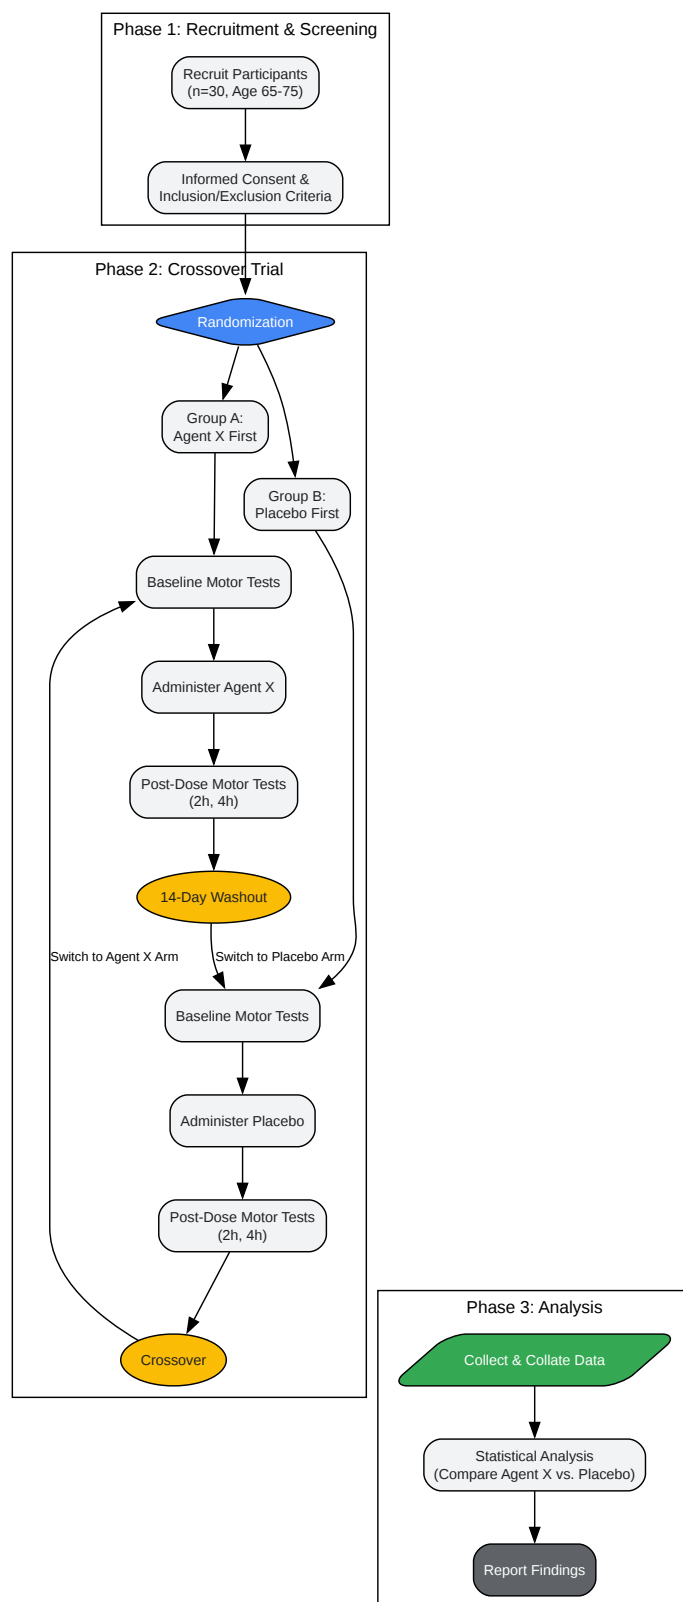 Phase 1: Recruitment & Screening
Recruit Participants
(n=30, Age 65-75)
Informed Consent &
Inclusion/Exclusion Criteria
Phase 2: Crossover Trial
Randomization
Group A:
Agent X First
Group B:
Placebo First
Baseline Motor Tests
Administer Agent X
Post-Dose Motor Tests
(2h, 4h)
14-Day Washout
Switch to Agent X Arm
Switch to Placebo Arm
Baseline Motor Tests
Administer Placebo
Post-Dose Motor Tests
(2h, 4h)
Crossover
Phase 3: Analysis
Collect & Collate Data
Statistical Analysis
(Compare Agent X vs. Placebo)
Report Findings